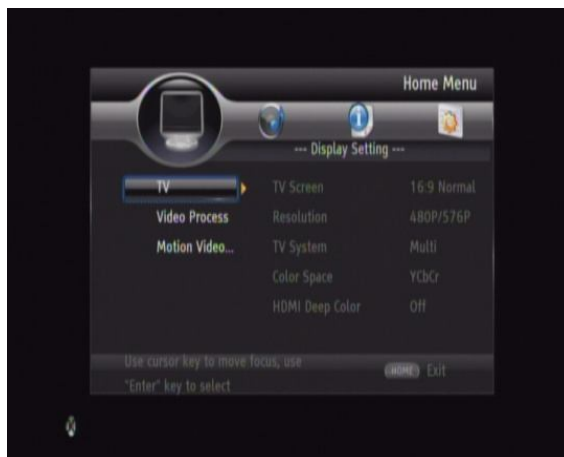 Home Menu
--- Display Setting ---
TV
TV Screen 16:9 Normal
Video Process Resolution 480P/576P
Motion Video... TV System Multi
Color Space YCbCr
HDMI Deep Color Off
Use cursor key to move focus, use
"Enter" key to select
HOME Exit